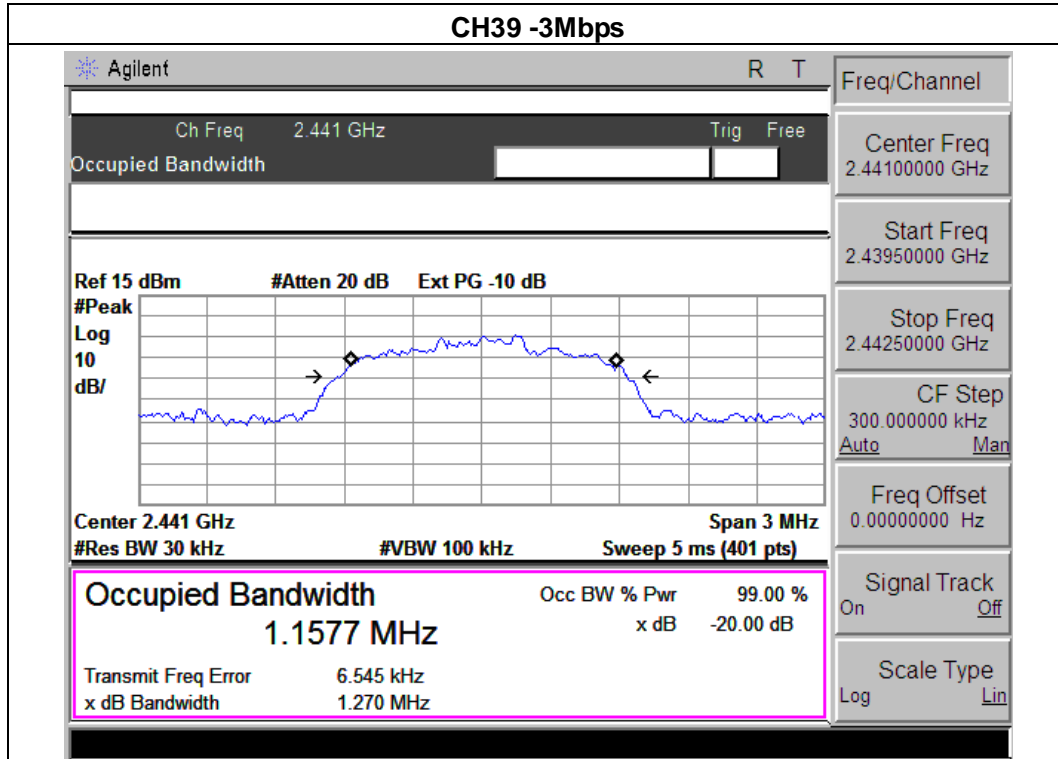 CH39 -3Mbps
Agilent R T
Ch Freq 2.441 GHz Trig Free
Occupied Bandwidth
Ref 15 dBm #Atten 20 dB Ext PG -10 dB
#Peak
Log
10
dB/
Center 2.441 GHz Span 3 MHz
#Res BW 30 kHz #VBW 100 kHz Sweep 5 ms (401 pts)
Occupied Bandwidth
1.1577 MHz
Occ BW % Pwr 99.00 %
x dB -20.00 dB
Transmit Freq Error 6.545 kHz
x dB Bandwidth 1.270 MHz
Freq/Channel
Center Freq
2.44100000 GHz
Start Freq
2.43950000 GHz
Stop Freq
2.44250000 GHz
CF Step
300.000000 kHz
Auto Man
Freq Offset
0.00000000 Hz
Signal Track
On Off
Scale Type
Log Lin